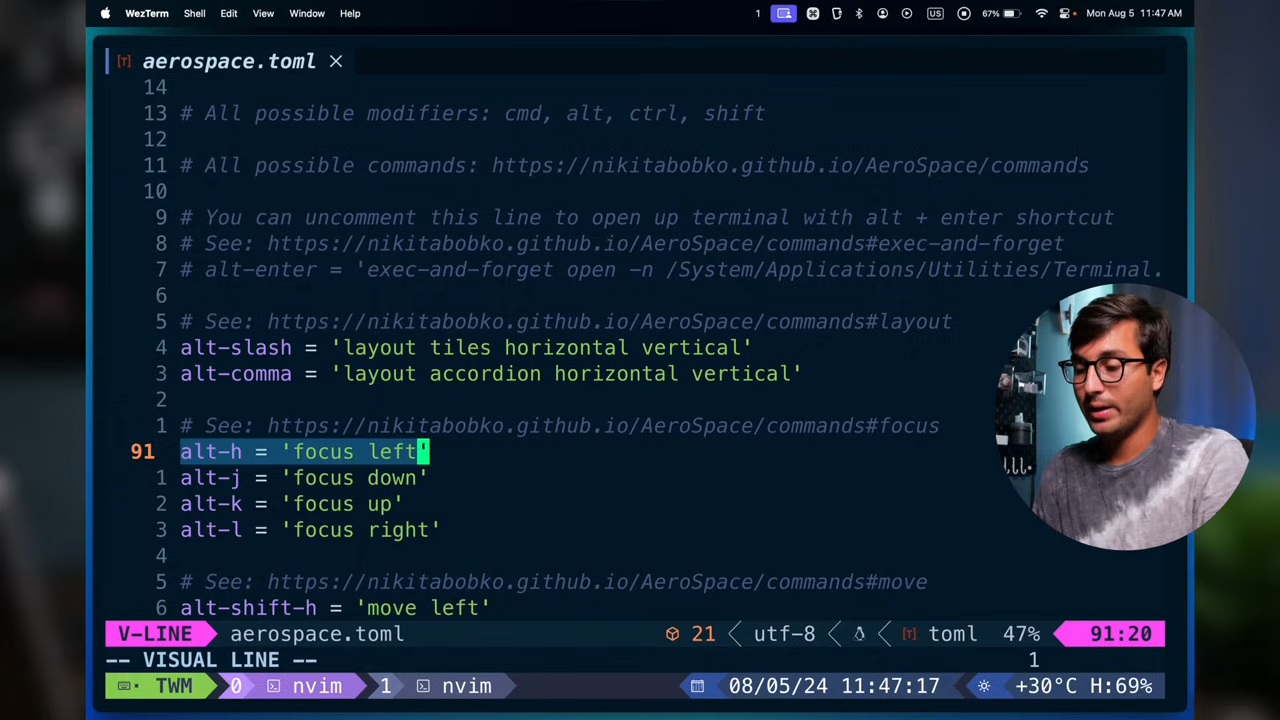 WezTerm Shell Edit View Window Help 1 US 67% Mon Aug 5 11:47 AM
[T] aerospace.toml ×
14
13 # All possible modifiers: cmd, alt, ctrl, shift
12
11 # All possible commands: https://nikitabobko.github.io/AeroSpace/commands
10
9 # You can uncomment this line to open up terminal with alt + enter shortcut
8 # See: https://nikitabobko.github.io/AeroSpace/commands#exec-and-forget
7 # alt-enter = 'exec-and-forget open -n /System/Applications/Utilities/Terminal.
6
5 # See: https://nikitabobko.github.io/AeroSpace/commands#layout
4 alt-slash = 'layout tiles horizontal vertical'
3 alt-comma = 'layout accordion horizontal vertical'
2
1 # See: https://nikitabobko.github.io/AeroSpace/commands#focus
91 alt-h = 'focus left'
1 alt-j = 'focus down'
2 alt-k = 'focus up'
3 alt-l = 'focus right'
4
5 # See: https://nikitabobko.github.io/AeroSpace/commands#move
6 alt-shift-h = 'move left'
V-LINE aerospace.toml 21 utf-8 [T] toml 47% 91:20
-- VISUAL LINE -- 1
TWM 0 nvim 1 nvim 08/05/24 11:47:17 +30°C H:69%